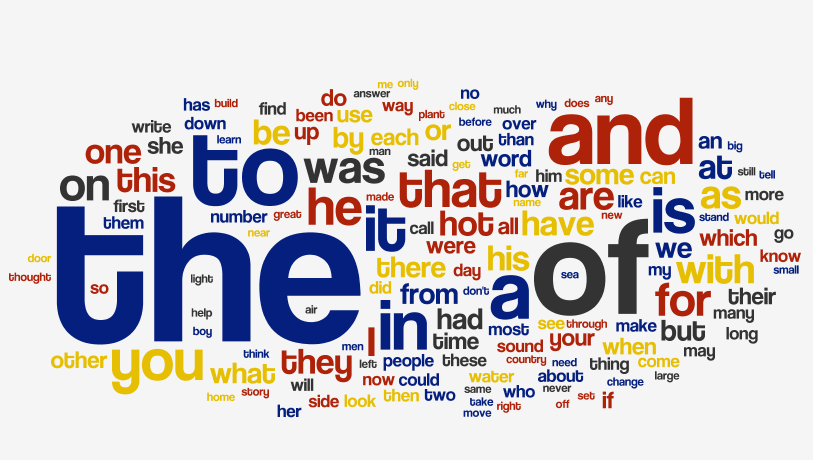 me only
has build do answer no
find been use way plant close much why does any
write down learn be up by each or before over and
she man out than an big
one to was said get word at still tell
on this made that far him some can
first he how name are like is as more
them number great it call hot all have new stand would
near were we which go
door the there day his a of my with know
thought so light did from don't sea small
help air in for their
boy I had most see through make but many long
other you think men time sound your when may
what they left people these country need thing come
will now could water about change large
home story side look then two same who never set if
her take right off
move